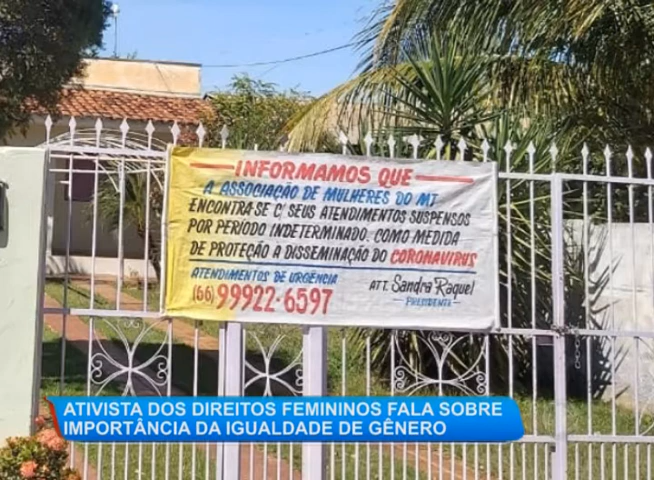 INFORMAMOS QUE
A ASSOCIAÇÃO DE MULHERES DO MT
ENCONTRA-SE C/ SEUS ATENDIMENTOS SUSPENSOS
POR PERÍODO INDETERMINADO, COMO MEDIDA
DE PROTEÇÃO A DISSEMINAÇÃO DO CORONAVIRUS
ATENDIMENTOS DE URGÊNCIA
(66) 99922-6597
ATT. Sandra Raquel
PRESIDENTE
ATIVISTA DOS DIREITOS FEMININOS FALA SOBRE
IMPORTÂNCIA DA IGUALDADE DE GÊNERO